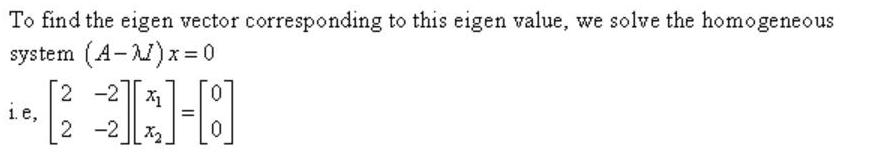 To find the eigen vector corresponding to this eigen value, we solve the homogeneous
system (A−λI)x=0
i.e, [2 −2; 2 −2][x₁; x₂]=[0; 0]